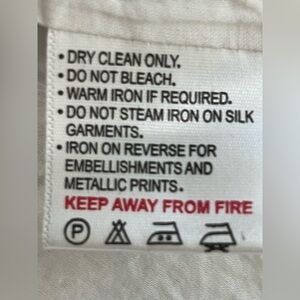 • DRY CLEAN ONLY.
• DO NOT BLEACH.
• WARM IRON IF REQUIRED.
• DO NOT STEAM IRON ON SILK
GARMENTS.
• IRON ON REVERSE FOR
EMBELLISHMENTS AND
METALLIC PRINTS.
KEEP AWAY FROM FIRE
P